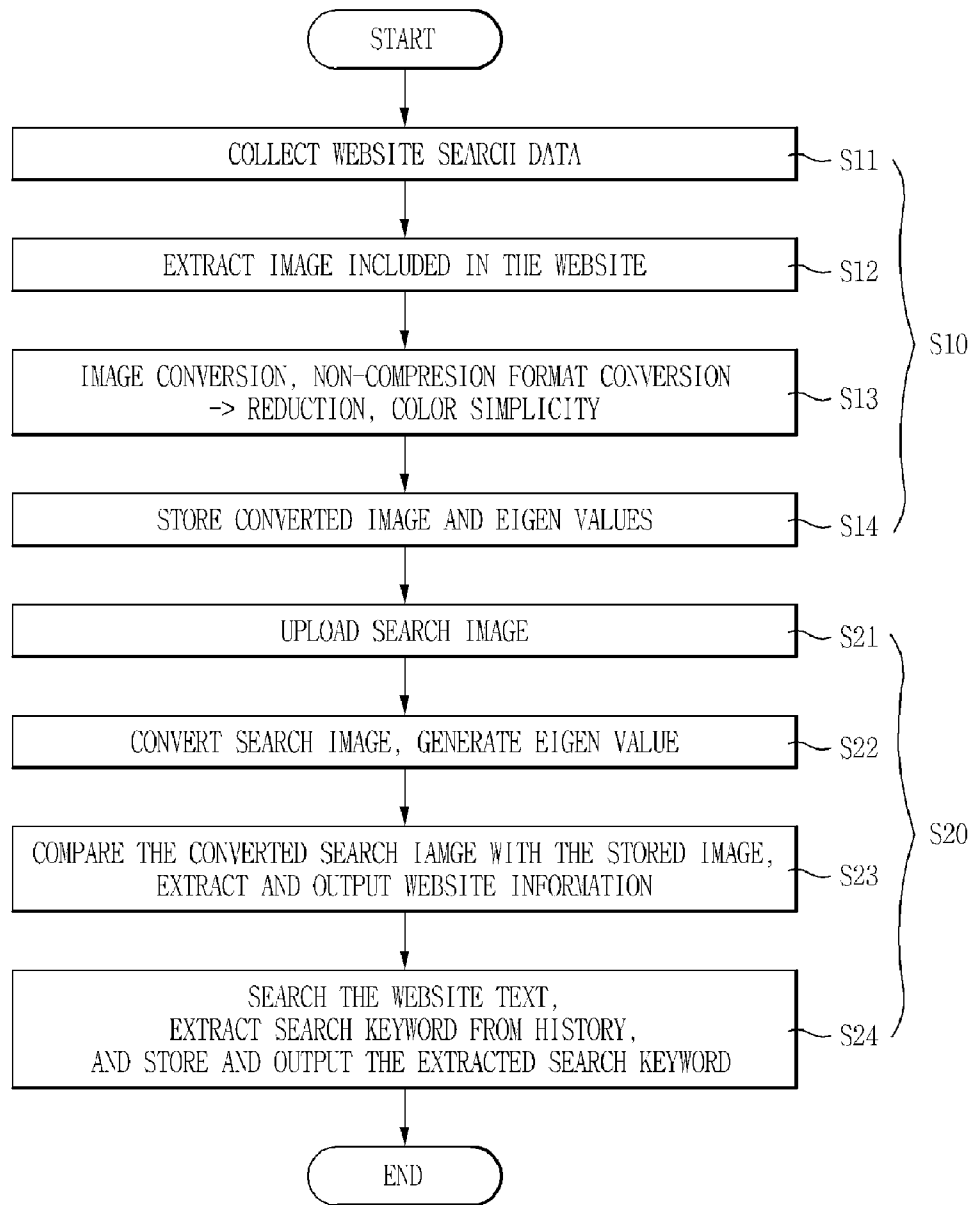 START
COLLECT WEBSITE SEARCH DATA
S11
EXTRACT IMAGE INCLUDED IN THE WEBSITE
S12
S10
IMAGE CONVERSION, NON-COMPRESION FORMAT CONVERSION
-> REDUCTION, COLOR SIMPLICITY
S13
STORE CONVERTED IMAGE AND EIGEN VALUES
S14
UPLOAD SEARCH IMAGE
S21
CONVERT SEARCH IMAGE, GENERATE EIGEN VALUE
S22
S20
COMPARE THE CONVERTED SEARCH IAMGE WITH THE STORED IMAGE,
EXTRACT AND OUTPUT WEBSITE INFORMATION
S23
SEARCH THE WEBSITE TEXT,
EXTRACT SEARCH KEYWORD FROM HISTORY,
AND STORE AND OUTPUT THE EXTRACTED SEARCH KEYWORD
S24
END